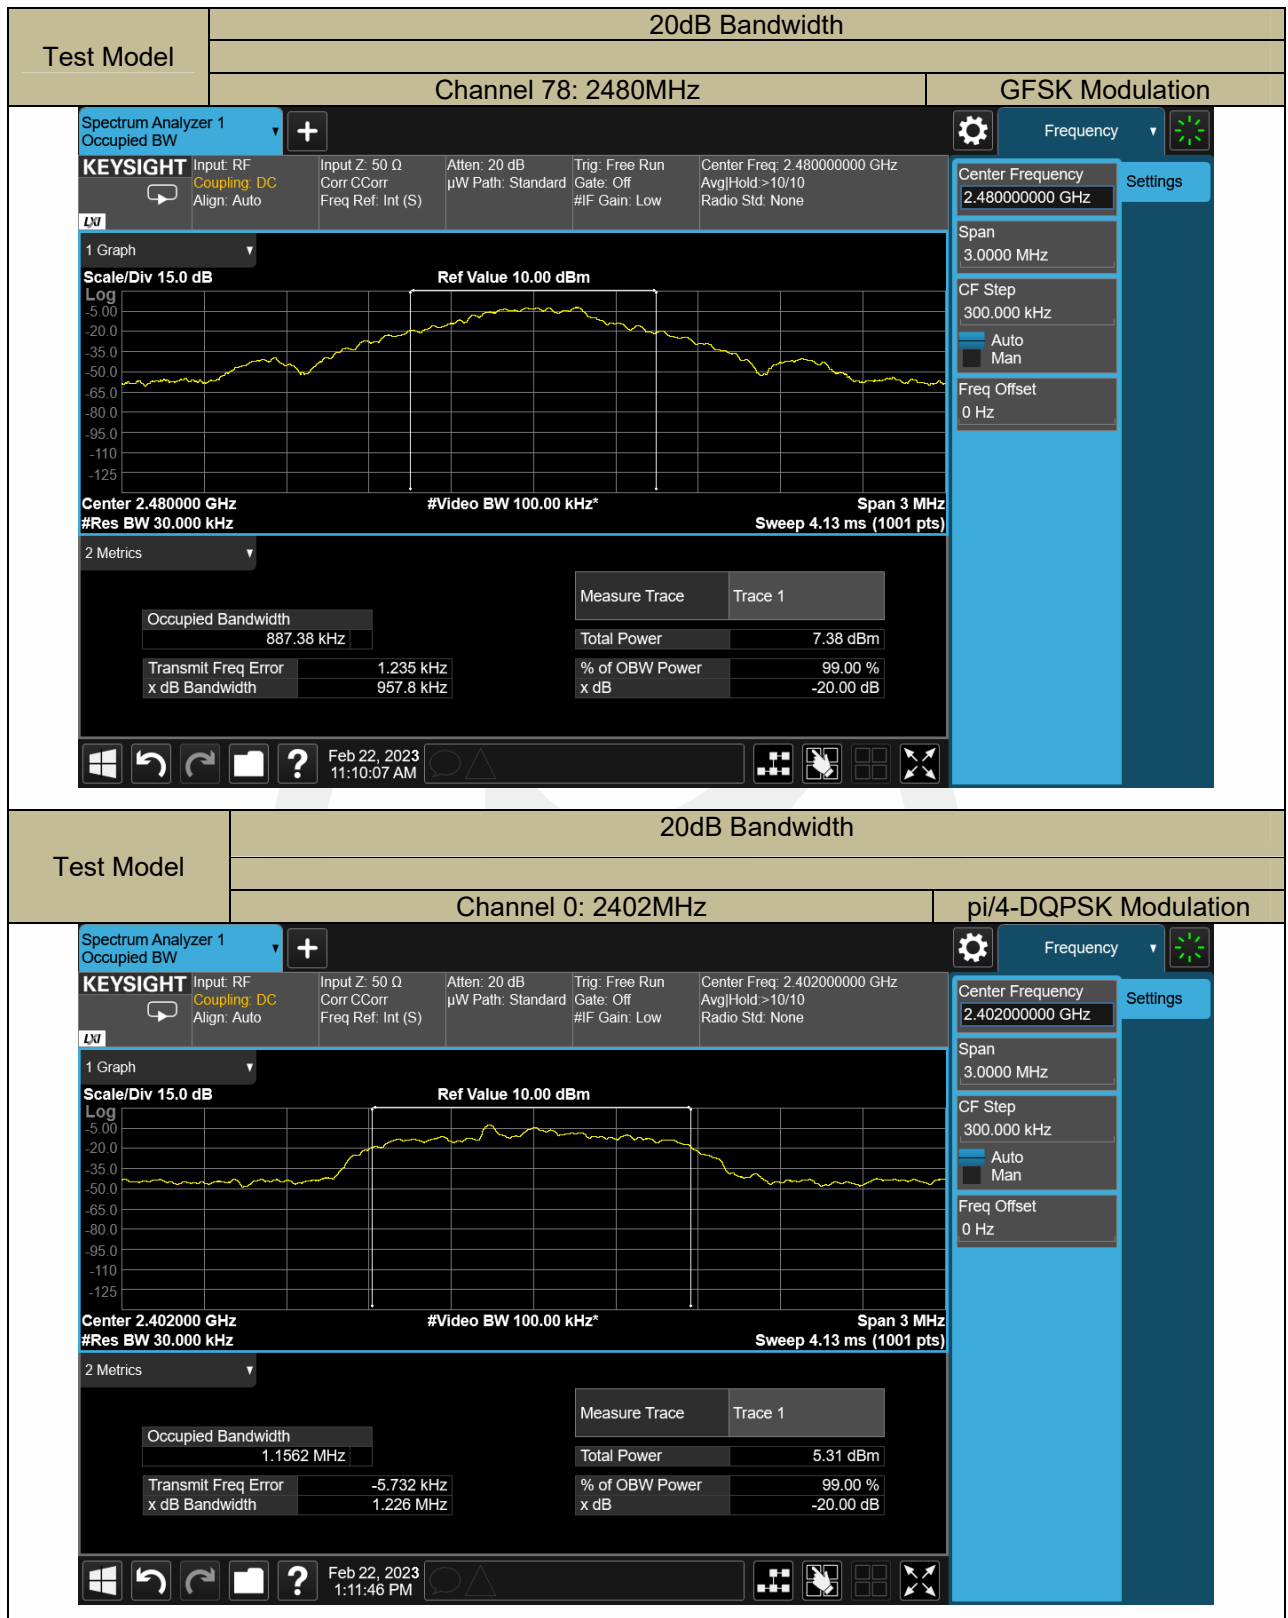 20dB Bandwidth
Test Model
Channel 78: 2480MHz GFSK Modulation
Spectrum Analyzer 1
Occupied BW
Frequency
KEYSIGHT Input: RF Input Z: 50 Ω Atten: 20 dB Trig: Free Run Center Freq: 2.480000000 GHz
Coupling: DC Corr CCorr µW Path: Standard Gate: Off Avg|Hold:>10/10
Align: Auto Freq Ref: Int (S) #IF Gain: Low Radio Std: None
LXI
Center Frequency
2.480000000 GHz
Settings
Span
3.0000 MHz
CF Step
300.000 kHz
Auto
Man
Freq Offset
0 Hz
1 Graph
Scale/Div 15.0 dB Ref Value 10.00 dBm
Log
-5.00
-20.0
-35.0
-50.0
-65.0
-80.0
-95.0
-110
-125
Center 2.480000 GHz #Video BW 100.00 kHz* Span 3 MHz
#Res BW 30.000 kHz Sweep 4.13 ms (1001 pts)
2 Metrics
Measure Trace Trace 1
Occupied Bandwidth
887.38 kHz
Total Power 7.38 dBm
Transmit Freq Error 1.235 kHz % of OBW Power 99.00 %
x dB Bandwidth 957.8 kHz x dB -20.00 dB
?
Feb 22, 2023
11:10:07 AM
20dB Bandwidth
Test Model
Channel 0: 2402MHz pi/4-DQPSK Modulation
Spectrum Analyzer 1
Occupied BW
Frequency
KEYSIGHT Input: RF Input Z: 50 Ω Atten: 20 dB Trig: Free Run Center Freq: 2.402000000 GHz
Coupling: DC Corr CCorr µW Path: Standard Gate: Off Avg|Hold:>10/10
Align: Auto Freq Ref: Int (S) #IF Gain: Low Radio Std: None
LXI
Center Frequency
2.402000000 GHz
Settings
Span
3.0000 MHz
CF Step
300.000 kHz
Auto
Man
Freq Offset
0 Hz
1 Graph
Scale/Div 15.0 dB Ref Value 10.00 dBm
Log
-5.00
-20.0
-35.0
-50.0
-65.0
-80.0
-95.0
-110
-125
Center 2.402000 GHz #Video BW 100.00 kHz* Span 3 MHz
#Res BW 30.000 kHz Sweep 4.13 ms (1001 pts)
2 Metrics
Measure Trace Trace 1
Occupied Bandwidth
1.1562 MHz
Total Power 5.31 dBm
Transmit Freq Error -5.732 kHz % of OBW Power 99.00 %
x dB Bandwidth 1.226 MHz x dB -20.00 dB
?
Feb 22, 2023
1:11:46 PM